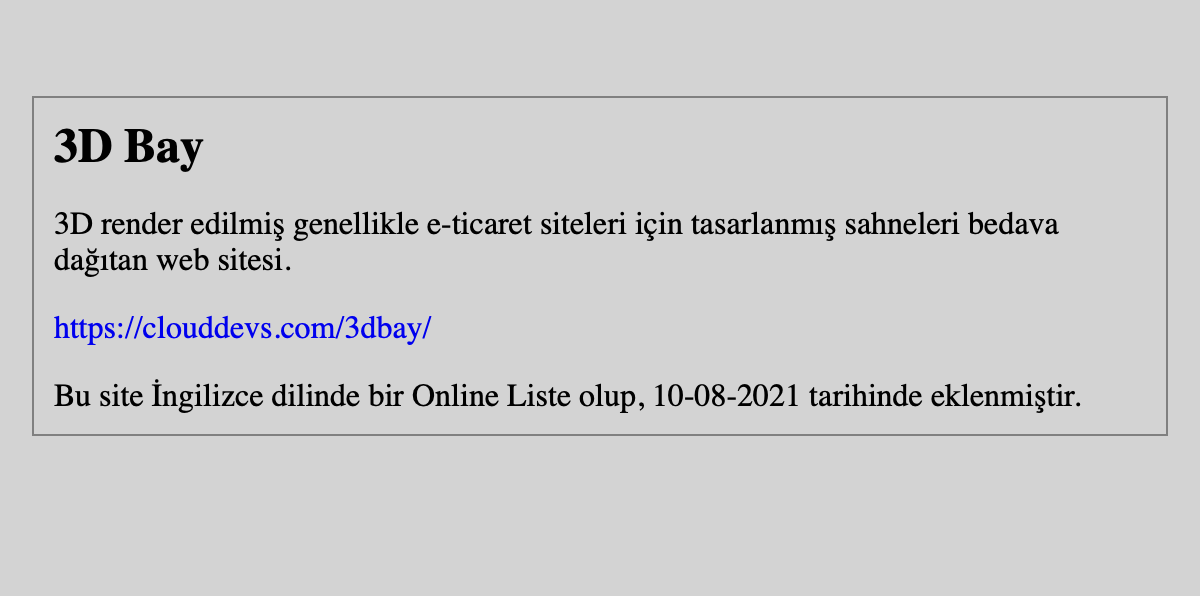 3D Bay
3D render edilmiş genellikle e-ticaret siteleri için tasarlanmış sahneleri bedava
dağıtan web sitesi.
https://clouddevs.com/3dbay/
Bu site İngilizce dilinde bir Online Liste olup, 10-08-2021 tarihinde eklenmiştir.